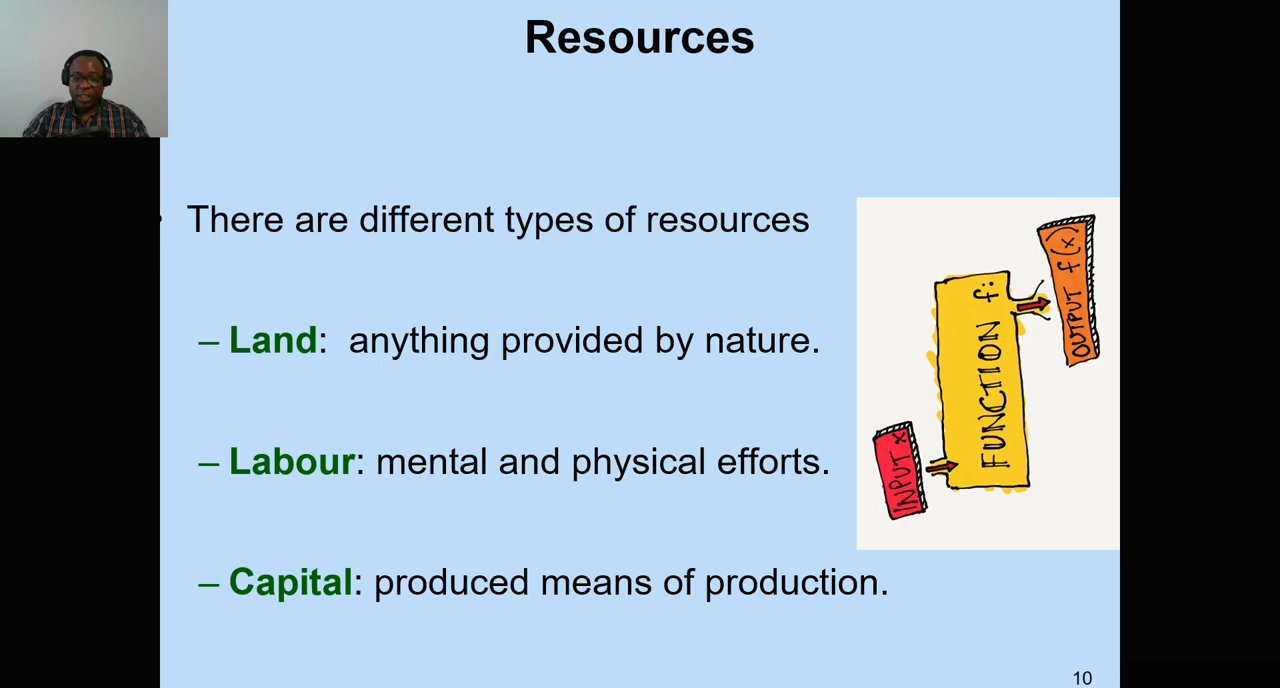 Resources
• There are different types of resources
– Land: anything provided by nature.
– Labour: mental and physical efforts.
– Capital: produced means of production.
INPUT x
FUNCTION f:
OUTPUT f(x)
10